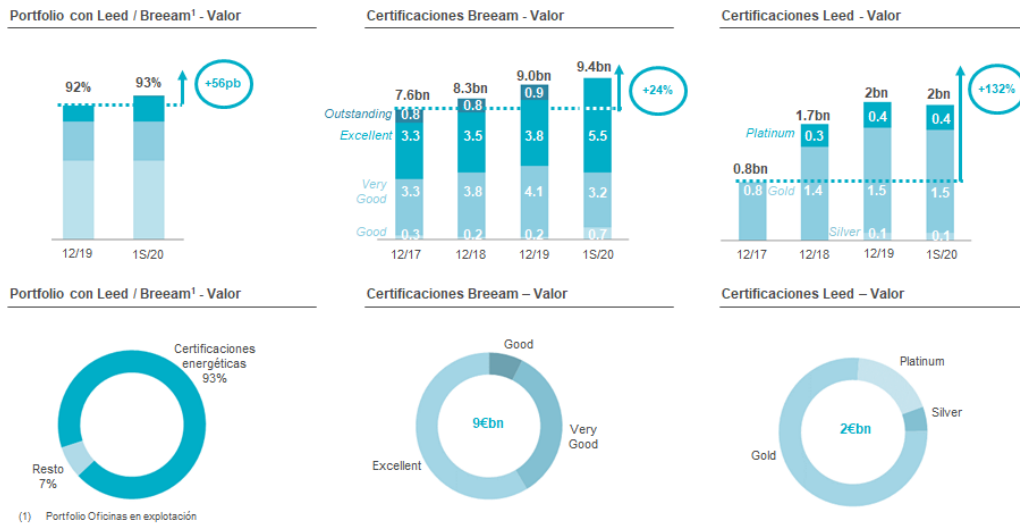 Portfolio con Leed / Breeam¹ - Valor
92%
93%
+56pb
12/19
1S/20
Certificaciones Breeam - Valor
7.6bn
8.3bn
9.0bn
9.4bn
+24%
Outstanding
0.8
0.8
0.9
Excellent
3.3
3.5
3.8
5.5
Very
Good
3.3
3.8
4.1
3.2
Good
0.3
0.2
0.2
0.7
12/17
12/18
12/19
1S/20
Certificaciones Leed - Valor
0.8bn
1.7bn
2bn
2bn
+132%
Platinum
0.3
0.4
0.4
0.8
Gold
1.4
1.5
1.5
Silver
0.1
0.1
12/17
12/18
12/19
1S/20
Portfolio con Leed / Breeam¹ - Valor
Certificaciones
energéticas
93%
Resto
7%
Certificaciones Breeam – Valor
Good
9€bn
Very
Good
Excellent
Certificaciones Leed – Valor
Platinum
Silver
2€bn
Gold
(1) Portfolio Oficinas en explotación